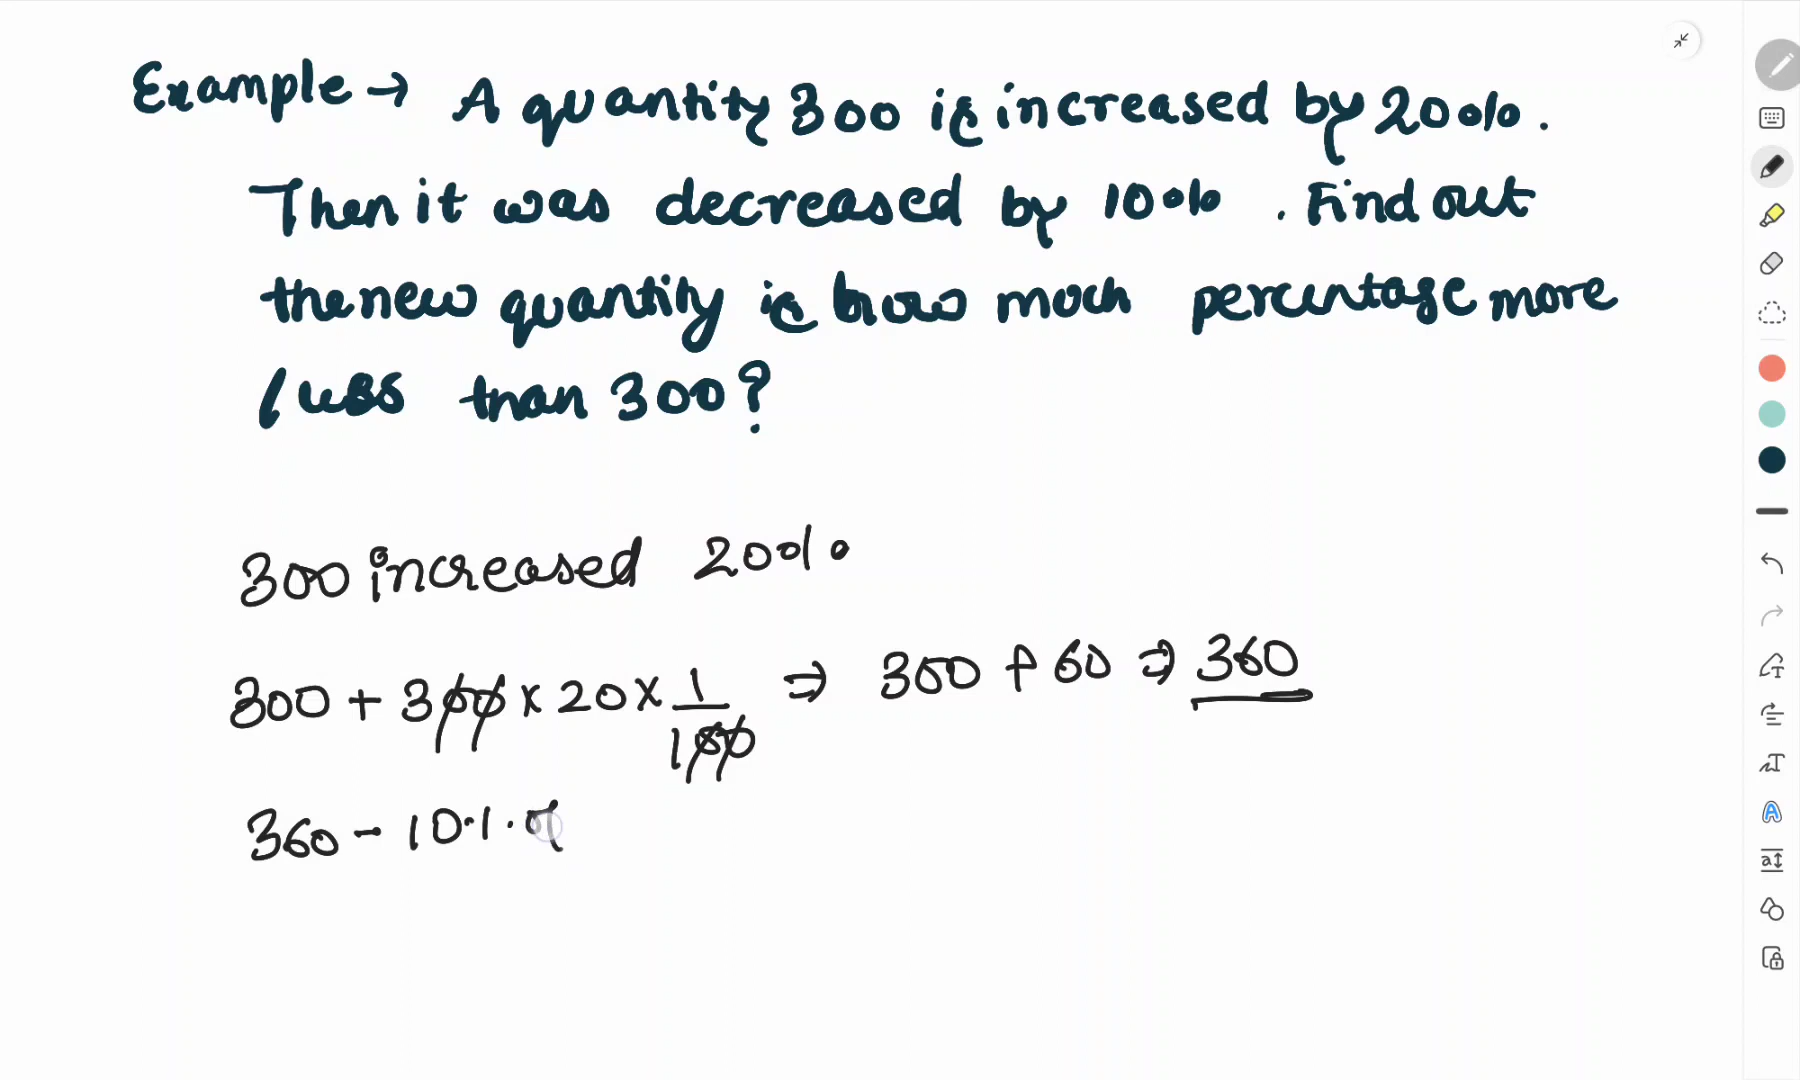 Example → A quantity 300 is increased by 20%.
Then it was decreased by 10%. Find out
the new quantity is how much percentage more
/ less than 300?
300 increased 20%
300 + 300 × 20 × 1/100 ⇒ 300 + 60 ⇒ 360
360 - 10%